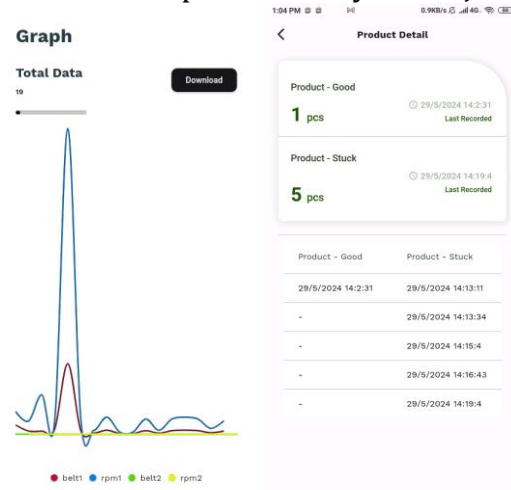 Graph
Total Data
19
Download
belt1 rpm1 belt2 rpm2
1:04 PM
0.9KB/s 4G
Product Detail
Product - Good
1 pcs
29/5/2024 14:2:31
Last Recorded
Product - Stuck
5 pcs
29/5/2024 14:19:4
Last Recorded
Product - Good Product - Stuck
29/5/2024 14:2:31 29/5/2024 14:13:11
- 29/5/2024 14:13:34
- 29/5/2024 14:15:4
- 29/5/2024 14:16:43
- 29/5/2024 14:19:4